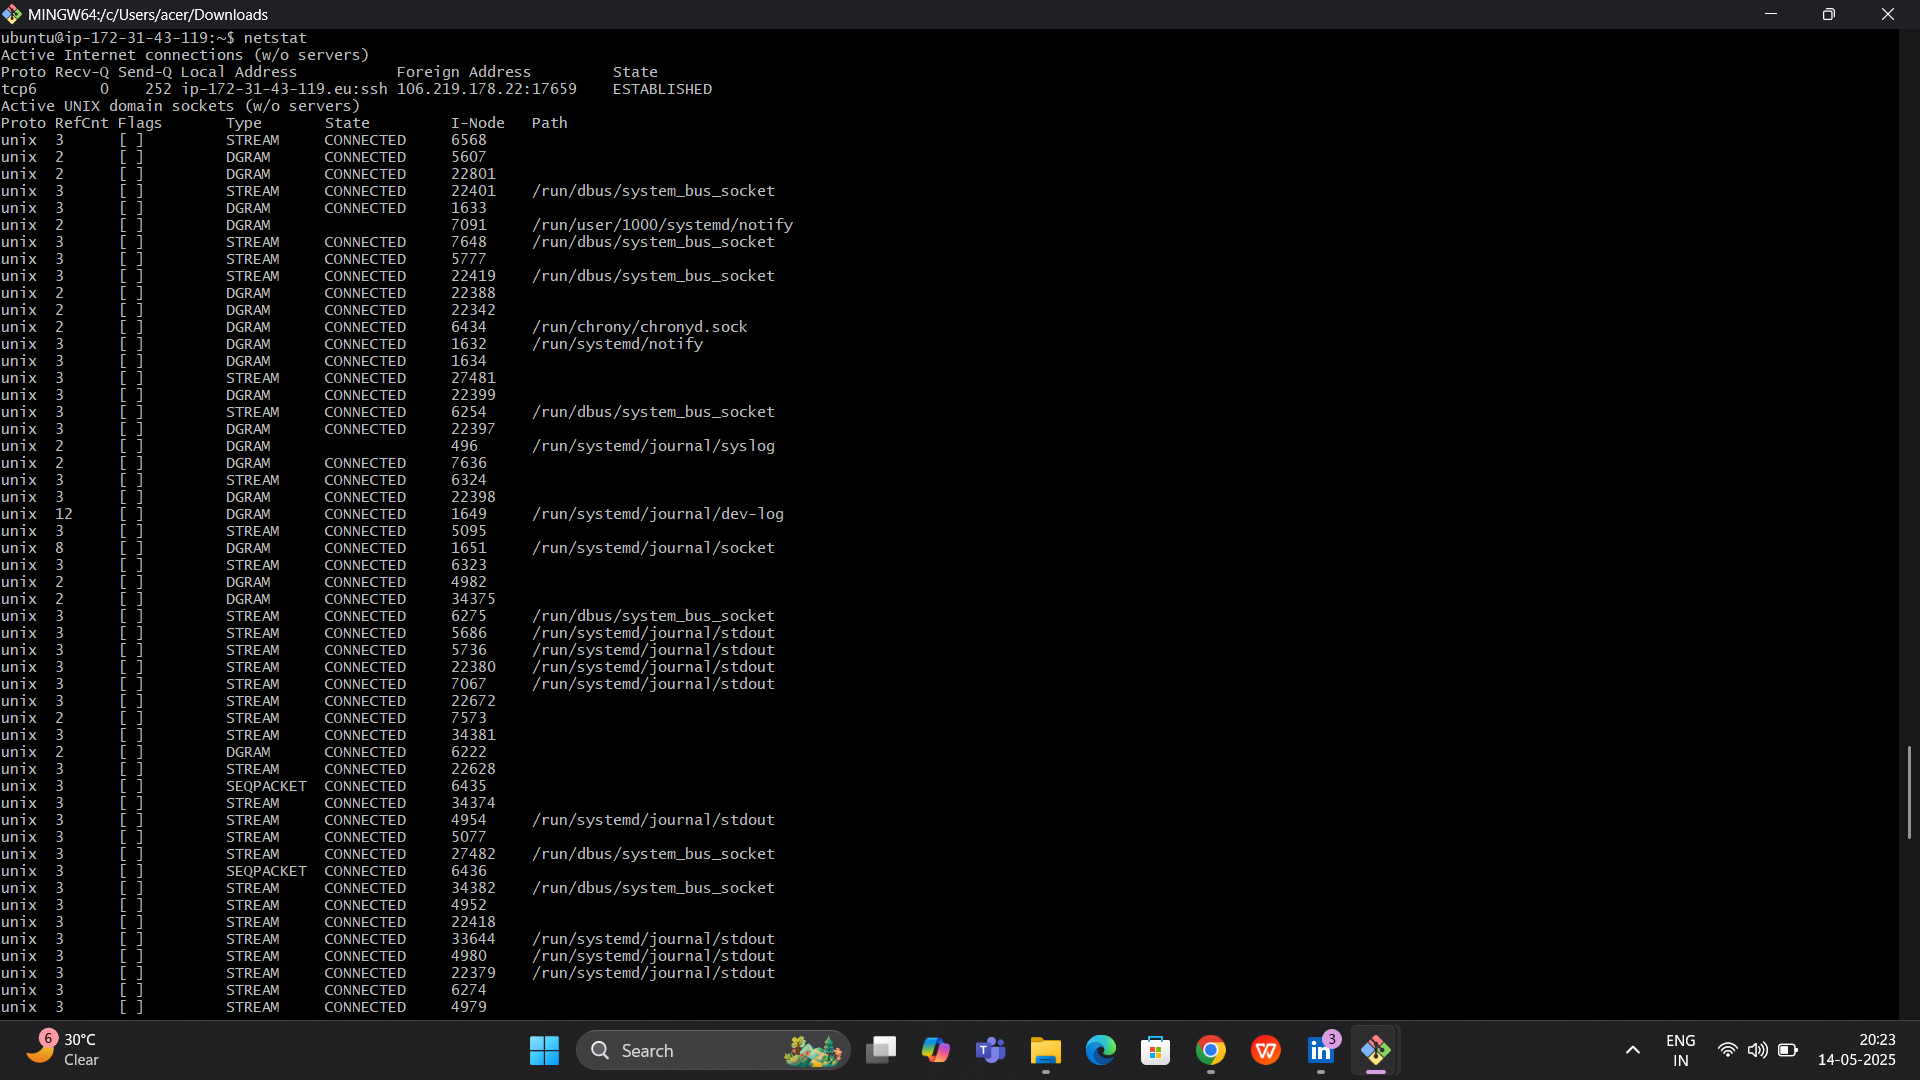 MINGW64:/c/Users/acer/Downloads
ubuntu@ip-172-31-43-119:~$ netstat
Active Internet connections (w/o servers)
Proto Recv-Q Send-Q Local Address           Foreign Address         State
tcp6       0    252 ip-172-31-43-119.eu:ssh 106.219.178.22:17659    ESTABLISHED
Active UNIX domain sockets (w/o servers)
Proto RefCnt Flags       Type       State         I-Node   Path
unix  3      [ ]         STREAM     CONNECTED     6568
unix  2      [ ]         DGRAM      CONNECTED     5607
unix  2      [ ]         DGRAM      CONNECTED     22801
unix  3      [ ]         STREAM     CONNECTED     22401    /run/dbus/system_bus_socket
unix  3      [ ]         DGRAM      CONNECTED     1633
unix  2      [ ]         DGRAM                    7091     /run/user/1000/systemd/notify
unix  3      [ ]         STREAM     CONNECTED     7648     /run/dbus/system_bus_socket
unix  3      [ ]         STREAM     CONNECTED     5777
unix  3      [ ]         STREAM     CONNECTED     22419    /run/dbus/system_bus_socket
unix  2      [ ]         DGRAM      CONNECTED     22388
unix  2      [ ]         DGRAM      CONNECTED     22342
unix  2      [ ]         DGRAM      CONNECTED     6434     /run/chrony/chronyd.sock
unix  3      [ ]         DGRAM      CONNECTED     1632     /run/systemd/notify
unix  3      [ ]         DGRAM      CONNECTED     1634
unix  3      [ ]         STREAM     CONNECTED     27481
unix  3      [ ]         DGRAM      CONNECTED     22399
unix  3      [ ]         STREAM     CONNECTED     6254     /run/dbus/system_bus_socket
unix  3      [ ]         DGRAM      CONNECTED     22397
unix  2      [ ]         DGRAM                    496      /run/systemd/journal/syslog
unix  2      [ ]         DGRAM      CONNECTED     7636
unix  3      [ ]         STREAM     CONNECTED     6324
unix  3      [ ]         DGRAM      CONNECTED     22398
unix  12     [ ]         DGRAM      CONNECTED     1649     /run/systemd/journal/dev-log
unix  3      [ ]         STREAM     CONNECTED     5095
unix  8      [ ]         DGRAM      CONNECTED     1651     /run/systemd/journal/socket
unix  3      [ ]         STREAM     CONNECTED     6323
unix  2      [ ]         DGRAM      CONNECTED     4982
unix  2      [ ]         DGRAM      CONNECTED     34375
unix  3      [ ]         STREAM     CONNECTED     6275     /run/dbus/system_bus_socket
unix  3      [ ]         STREAM     CONNECTED     5686     /run/systemd/journal/stdout
unix  3      [ ]         STREAM     CONNECTED     5736     /run/systemd/journal/stdout
unix  3      [ ]         STREAM     CONNECTED     22380    /run/systemd/journal/stdout
unix  3      [ ]         STREAM     CONNECTED     7067     /run/systemd/journal/stdout
unix  3      [ ]         STREAM     CONNECTED     22672
unix  2      [ ]         STREAM     CONNECTED     7573
unix  3      [ ]         STREAM     CONNECTED     34381
unix  2      [ ]         DGRAM      CONNECTED     6222
unix  3      [ ]         STREAM     CONNECTED     22628
unix  3      [ ]         SEQPACKET  CONNECTED     6435
unix  3      [ ]         STREAM     CONNECTED     34374
unix  3      [ ]         STREAM     CONNECTED     4954     /run/systemd/journal/stdout
unix  3      [ ]         STREAM     CONNECTED     5077
unix  3      [ ]         STREAM     CONNECTED     27482    /run/dbus/system_bus_socket
unix  3      [ ]         SEQPACKET  CONNECTED     6436
unix  3      [ ]         STREAM     CONNECTED     34382    /run/dbus/system_bus_socket
unix  3      [ ]         STREAM     CONNECTED     4952
unix  3      [ ]         STREAM     CONNECTED     22418
unix  3      [ ]         STREAM     CONNECTED     33644    /run/systemd/journal/stdout
unix  3      [ ]         STREAM     CONNECTED     4980     /run/systemd/journal/stdout
unix  3      [ ]         STREAM     CONNECTED     22379    /run/systemd/journal/stdout
unix  3      [ ]         STREAM     CONNECTED     6274
unix  3      [ ]         STREAM     CONNECTED     4979
6
30°C
Clear
Search
T
W
in
3
ENG
IN
20:23
14-05-2025